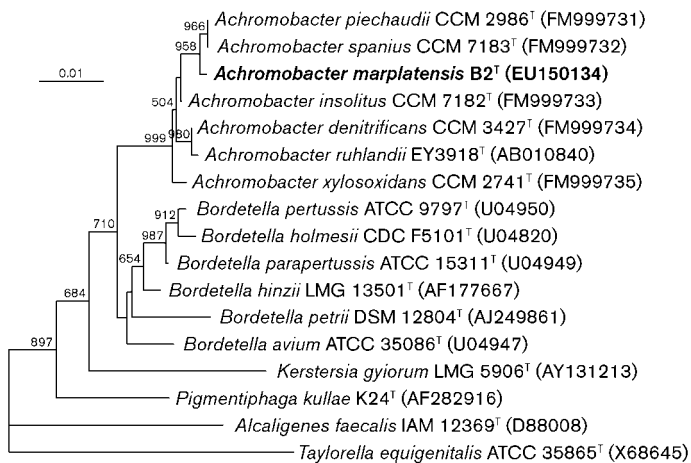 966 Achromobacter piechaudii CCM 2986ᵀ (FM999731)
958 Achromobacter spanius CCM 7183ᵀ (FM999732)
0.01 Achromobacter marplatensis B2ᵀ (EU150134)
504 Achromobacter insolitus CCM 7182ᵀ (FM999733)
980 Achromobacter denitrificans CCM 3427ᵀ (FM999734)
999 Achromobacter ruhlandii EY3918ᵀ (AB010840)
Achromobacter xylosoxidans CCM 2741ᵀ (FM999735)
912 Bordetella pertussis ATCC 9797ᵀ (U04950)
710 987 Bordetella holmesii CDC F5101ᵀ (U04820)
654 Bordetella parapertussis ATCC 15311ᵀ (U04949)
Bordetella hinzii LMG 13501ᵀ (AF177667)
684 Bordetella petrii DSM 12804ᵀ (AJ249861)
897 Bordetella avium ATCC 35086ᵀ (U04947)
Kerstersia gyiorum LMG 5906ᵀ (AY131213)
Pigmentiphaga kullae K24ᵀ (AF282916)
Alcaligenes faecalis IAM 12369ᵀ (D88008)
Taylorella equigenitalis ATCC 35865ᵀ (X68645)